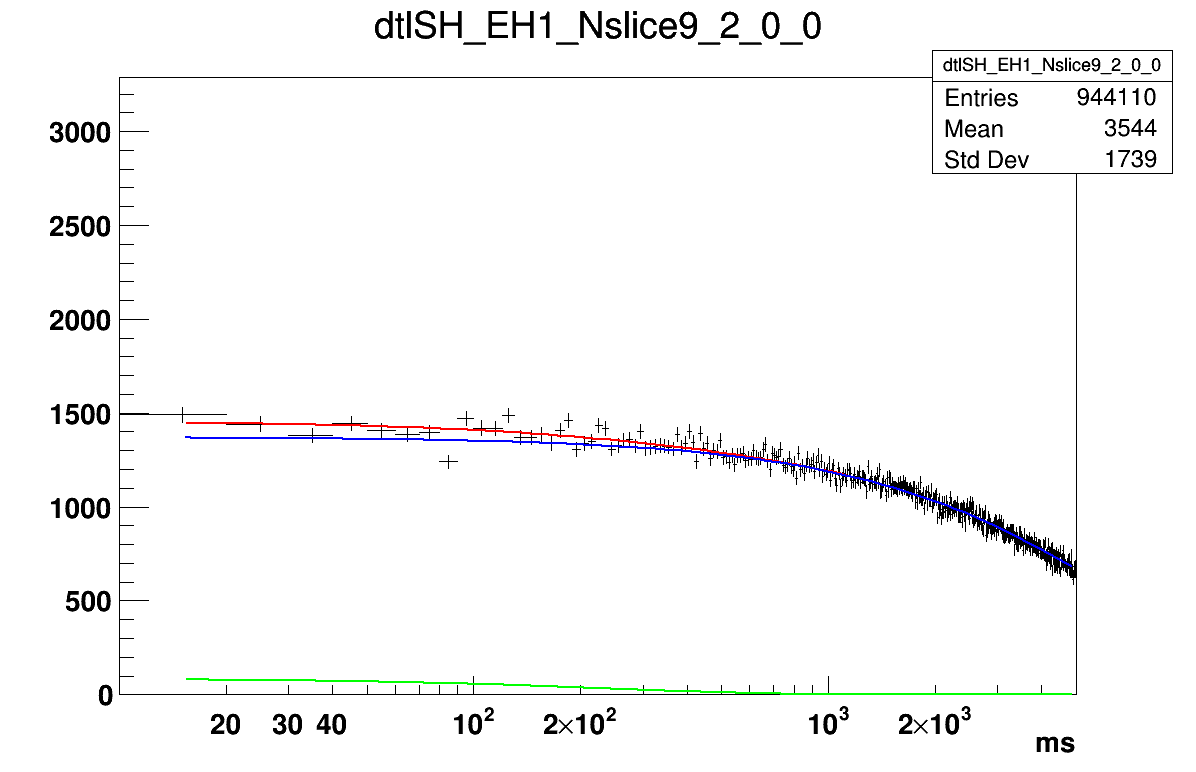 dtlSH_EH1_Nslice9_2_0_0
dtlSH_EH1_Nslice9_2_0_0
Entries 944110
Mean 3544
Std Dev 1739
3000
2500
2000
1500
1000
500
0
20 30 40 10² 2×10² 10³ 2×10³
ms